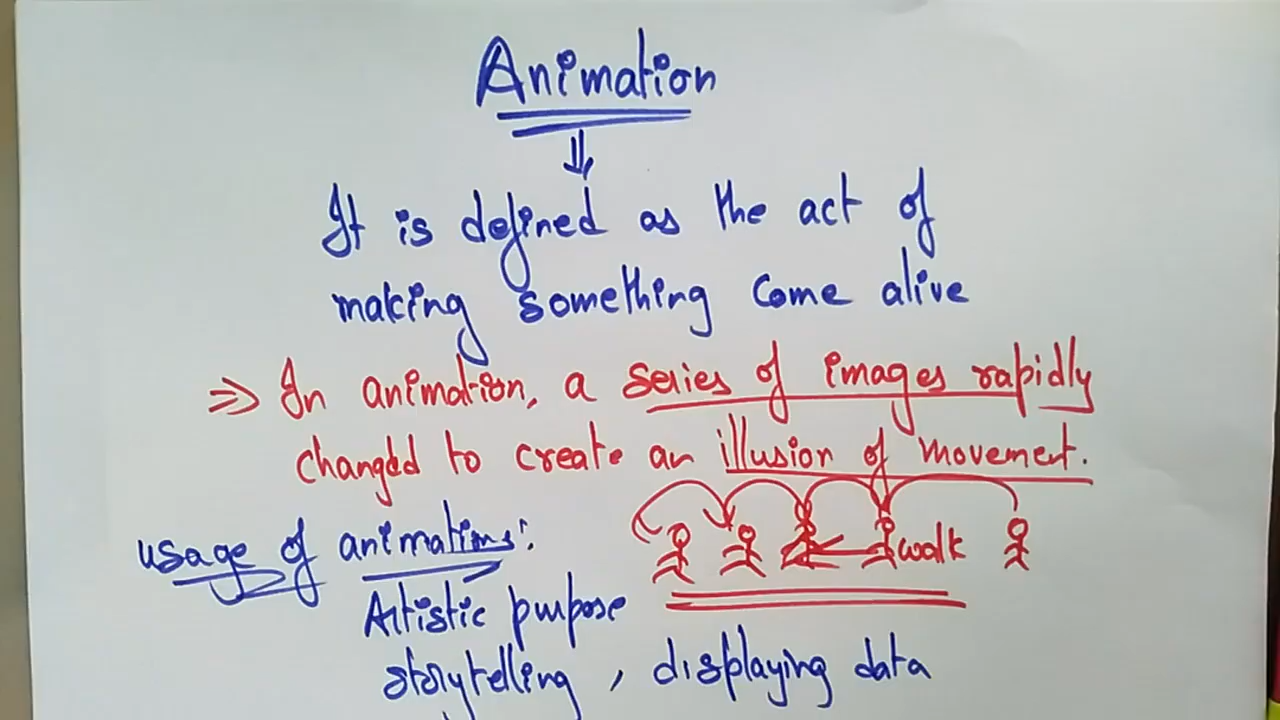 Animation
⇓
It is defined as the act of
making something come alive
⇒ In animation, a series of images rapidly
changed to create an illusion of movement.
walk
usage of animations:
Artistic purpose
storytelling, displaying data